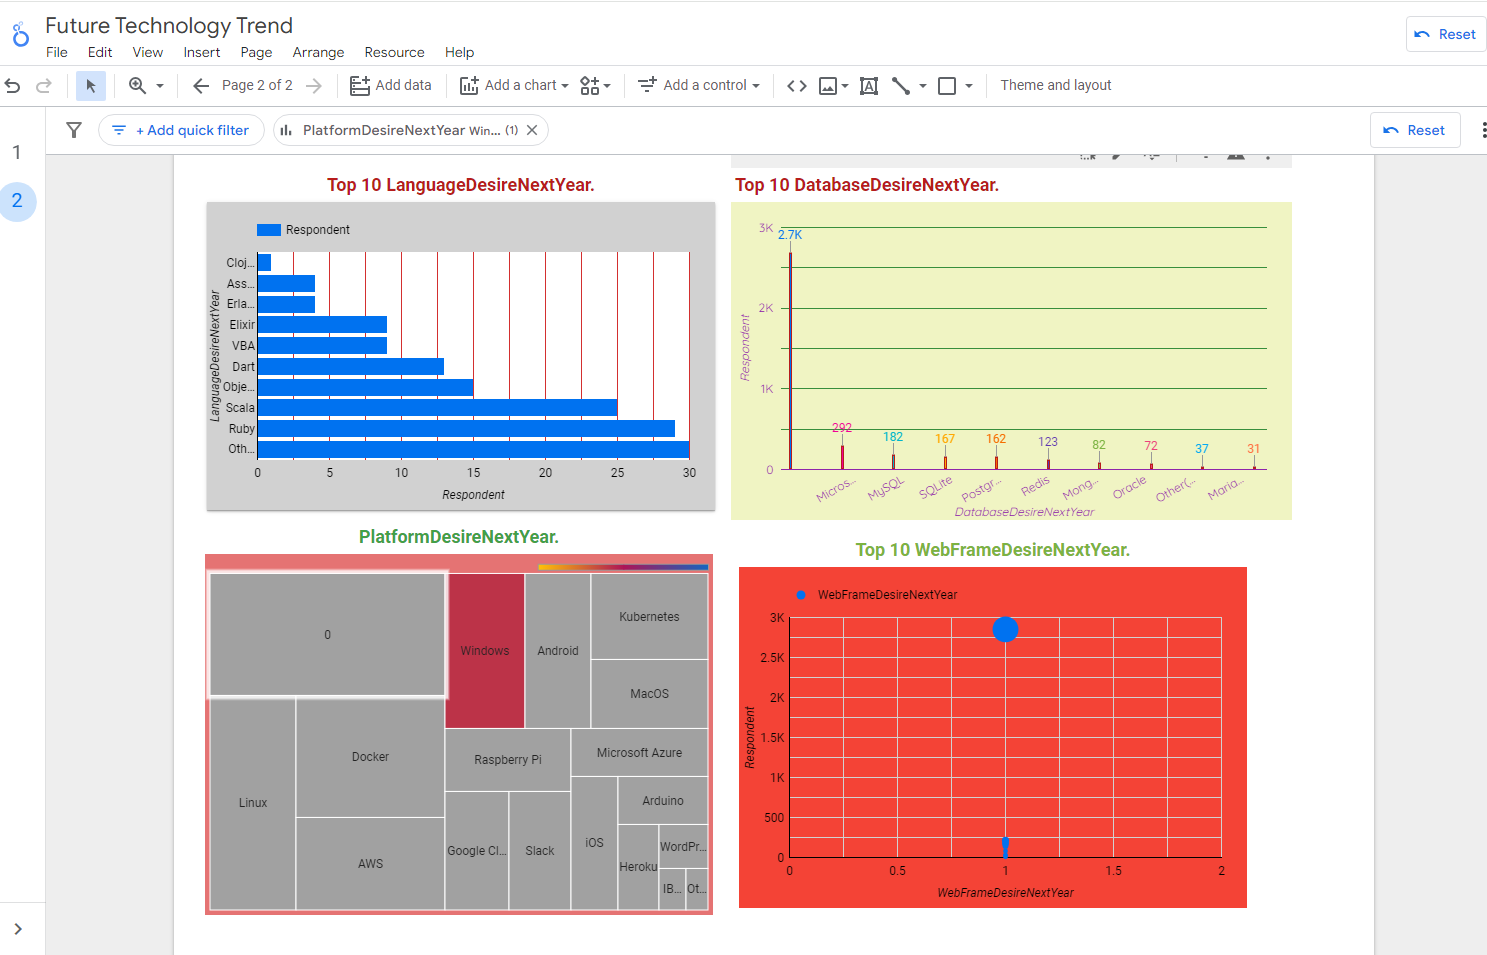 Future Technology Trend
File Edit View Insert Page Arrange Resource Help
Reset
Page 2 of 2 Add data Add a chart Add a control Theme and layout
+ Add quick filter PlatformDesireNextYear Win... (1) Reset
1
2
Top 10 LanguageDesireNextYear.
Respondent
LanguageDesireNextYear
Cloj...
Ass...
Erla...
Elixir
VBA
Dart
Obje...
Scala
Ruby
Oth...
0 5 10 15 20 25 30
Respondent
Top 10 DatabaseDesireNextYear.
3K
2K
1K
0
Respondent
2.7K 292 182 167 162 123 82 72 37 31
Micros... MySQL SQLite Postgr... Redis Mong... Oracle Other(... Maria...
DatabaseDesireNextYear
PlatformDesireNextYear.
0
Windows
Android
Kubernetes
MacOS
Linux
Docker
AWS
Raspberry Pi
Microsoft Azure
Google Cl...
Slack
iOS
Arduino
Heroku
WordPr...
IB...
Ot...
Top 10 WebFrameDesireNextYear.
WebFrameDesireNextYear
3K
2.5K
2K
1.5K
1K
500
0
Respondent
0 0.5 1 1.5 2
WebFrameDesireNextYear